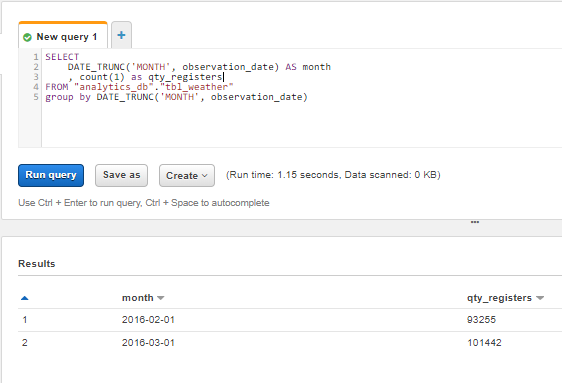 New query 1
+
1 SELECT
2 DATE_TRUNC('MONTH', observation_date) AS month
3 , count(1) as qty_registers
4 FROM "analytics_db"."tbl_weather"
5 group by DATE_TRUNC('MONTH', observation_date)
Run query Save as Create (Run time: 1.15 seconds, Data scanned: 0 KB)
Use Ctrl + Enter to run query, Ctrl + Space to autocomplete
Results
month qty_registers
1 2016-02-01 93255
2 2016-03-01 101442